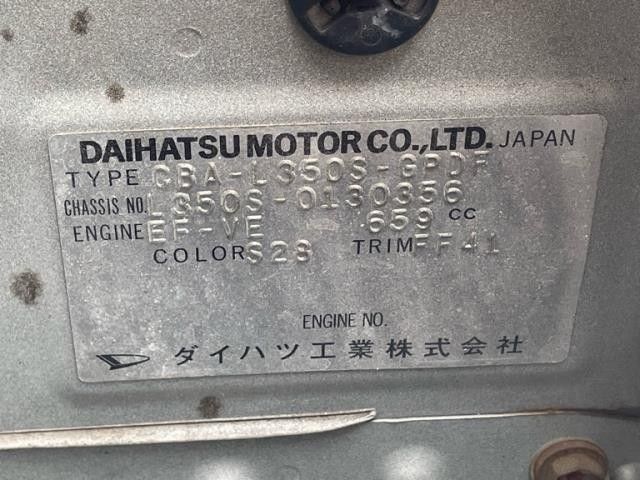 DAIHATSU MOTOR CO.,LTD. JAPAN
TYPE CBA-L350S-GPDF
CHASSIS NO. L350S-0130356
ENGINE EF-VE 659 CC
COLOR S28 TRIM FF41
ENGINE NO.
ダイハツ工業株式会社